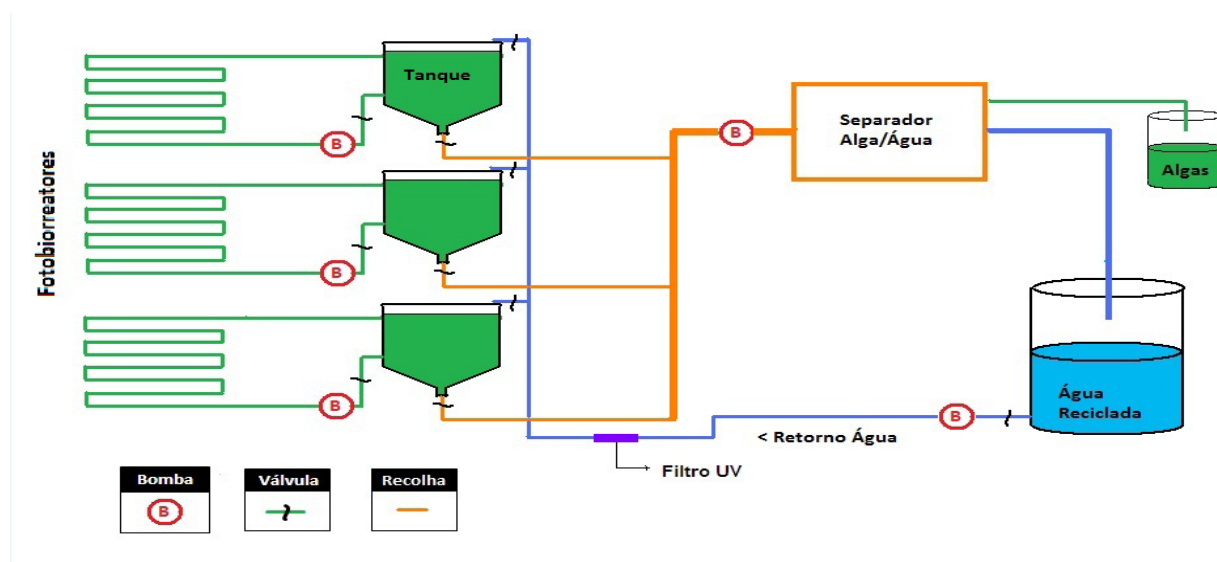 Tanque
Separador
Alga/Água
Algas
B
B
B
B
Fotobiorreatores
Água
Reciclada
B
< Retorno Água
Filtro UV
Bomba
Válvula
Recolha
B